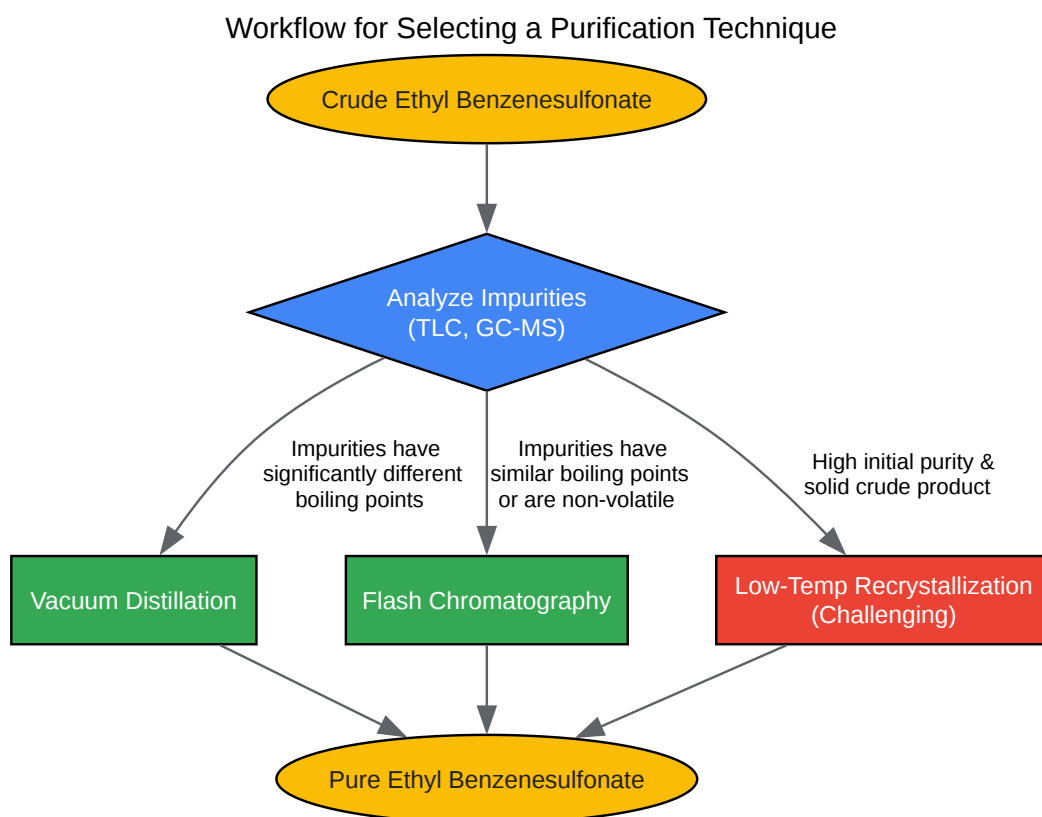 Workflow for Selecting a Purification Technique
Crude Ethyl Benzenesulfonate
Analyze Impurities
(TLC, GC-MS)
Impurities have
significantly different
boiling points
Impurities have
similar boiling points
or are non-volatile
High initial purity &
solid crude product
Vacuum Distillation
Flash Chromatography
Low-Temp Recrystallization
(Challenging)
Pure Ethyl Benzenesulfonate